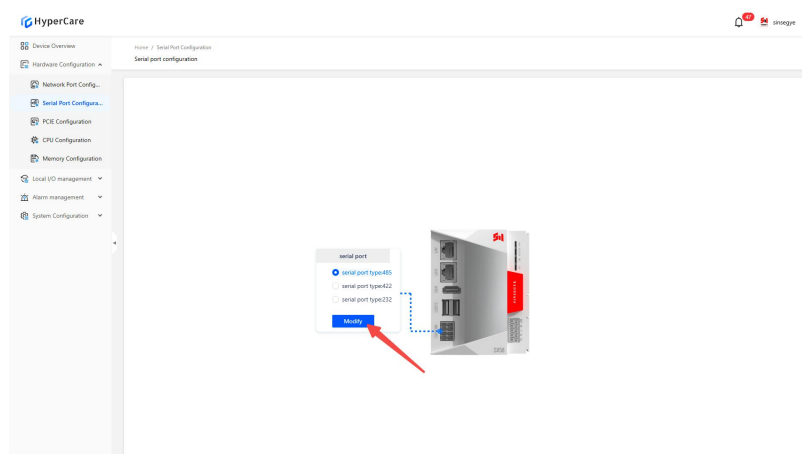 HyperCare
47
sinsegye
Device Overview
Home / Serial Port Configuration
Serial port configuration
Hardware Configuration
Network Port Config...
Serial Port Configura...
PCIE Configuration
CPU Configuration
Memory Configuration
Local I/O management
Alarm management
System Configuration
serial port
serial port type:485
serial port type:422
serial port type:232
Modify